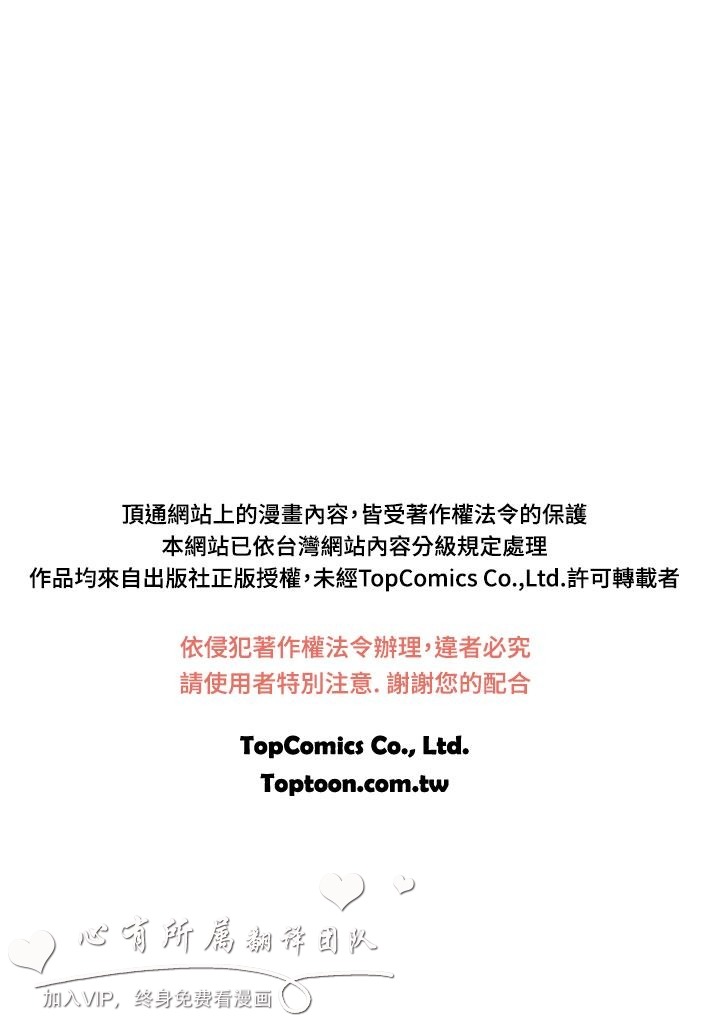 頂通網站上的漫畫內容，皆受著作權法令的保護
本網站已依台灣網站內容分級規定處理
作品均來自出版社正版授權，未經TopComics Co.,Ltd.許可轉載者
依侵犯著作權法令辦理，違者必究
請使用者特別注意. 謝謝您的配合
TopComics Co., Ltd.
Toptoon.com.tw
心有所属翻译团队
加入VIP，终身免费看漫画